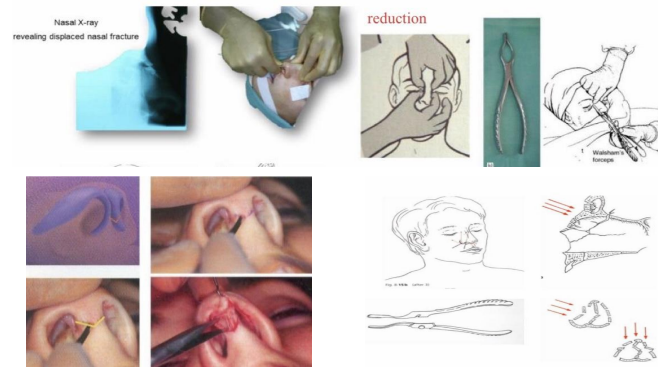 Nasal X-ray
revealing displaced nasal fracture
reduction
Walsham's
forceps